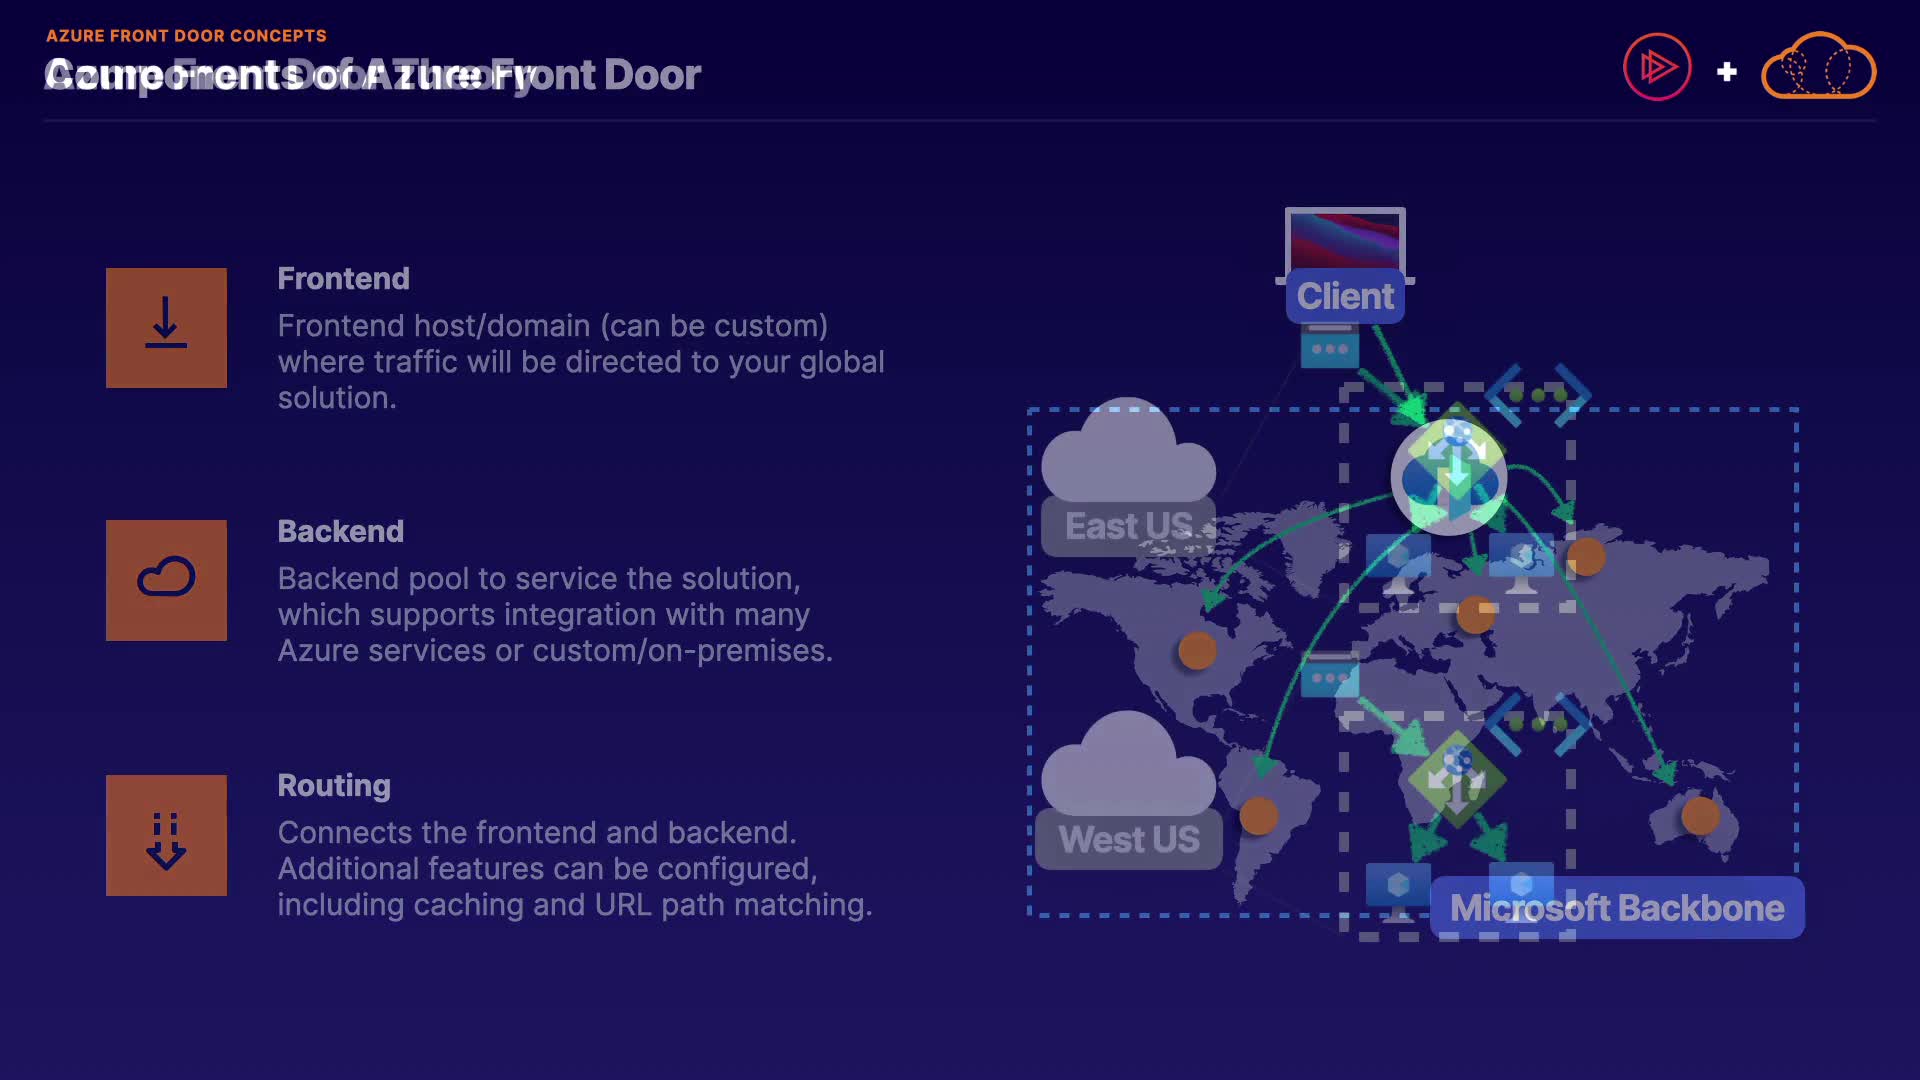 AZURE FRONT DOOR CONCEPTS
Components of Azure Front Door
Frontend
Frontend host/domain (can be custom)
where traffic will be directed to your global
solution.
Backend
Backend pool to service the solution,
which supports integration with many
Azure services or custom/on-premises.
Routing
Connects the frontend and backend.
Additional features can be configured,
including caching and URL path matching.
Client
East US
West US
Microsoft Backbone